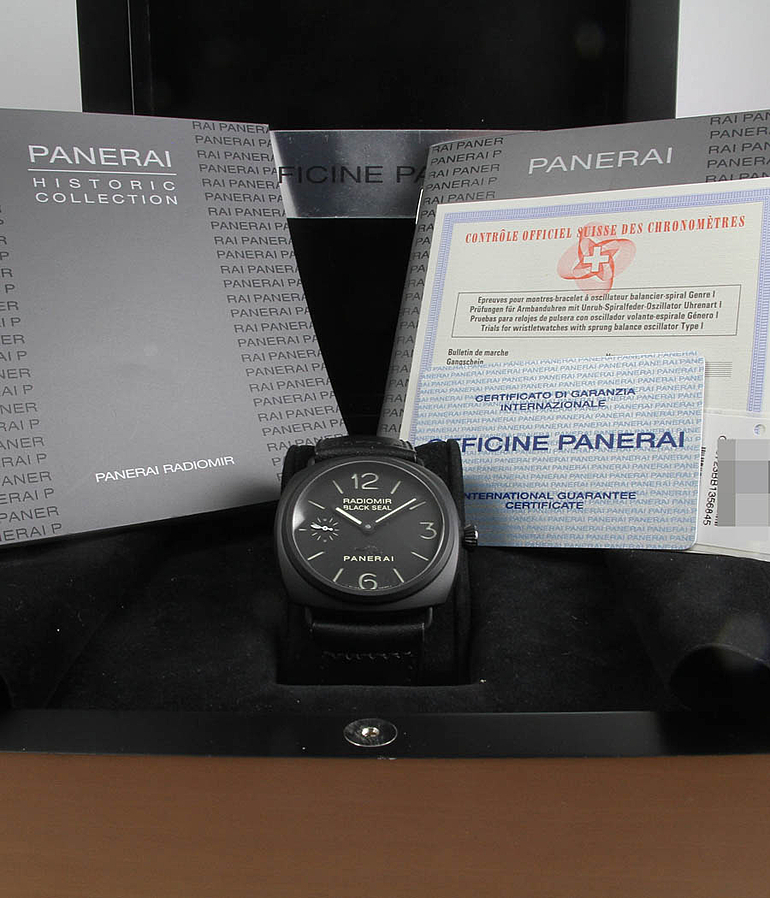 PANERAI
HISTORIC
COLLECTION
PANERAI RADIOMIR
FICINE PA
PANERAI
CONTRÔLE OFFICIEL SUISSE DES CHRONOMÈTRES
Epreuves pour montres-bracelet à oscillateur balancier-spiral Genre I
Prüfungen für Armbanduhren mit Unruh-Spiralfeder-Oszillator Uhrenart I
Pruebas para relojes de pulsera con oscillador volante-espirale Género I
Trials for wristletwatches with sprung balance oscillator Type I
Bulletin de marche
Gangschein
CERTIFICATO DI GARANZIA
INTERNAZIONALE
OFFICINE PANERAI
INTERNATIONAL GUARANTEE
CERTIFICATE
12
RADIOMIR
BLACK SEAL
3
PANERAI
6